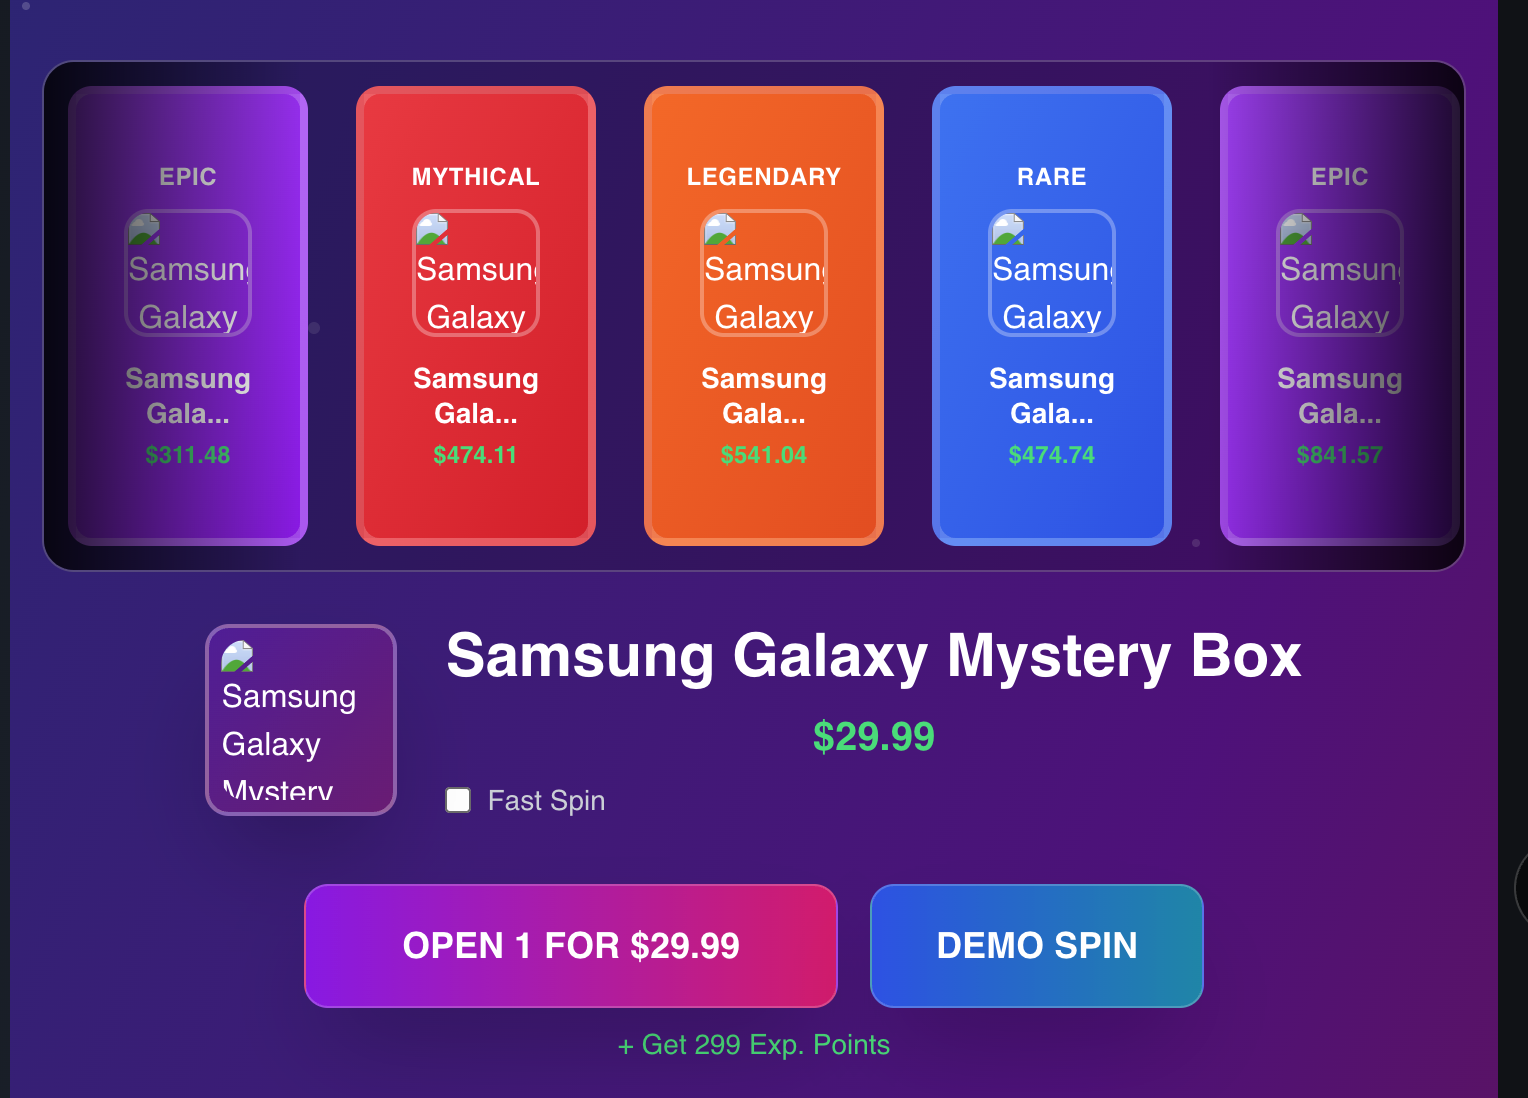 EPIC
Samsung
Galaxy
Samsung
Gala...
$311.48
MYTHICAL
Samsung
Galaxy
Samsung
Gala...
$474.11
LEGENDARY
Samsung
Galaxy
Samsung
Gala...
$541.04
RARE
Samsung
Galaxy
Samsung
Gala...
$474.74
EPIC
Samsung
Galaxy
Samsung
Gala...
$841.57
Samsung
Galaxy
Mystery
Samsung Galaxy Mystery Box
$29.99
Fast Spin
OPEN 1 FOR $29.99
DEMO SPIN
+ Get 299 Exp. Points